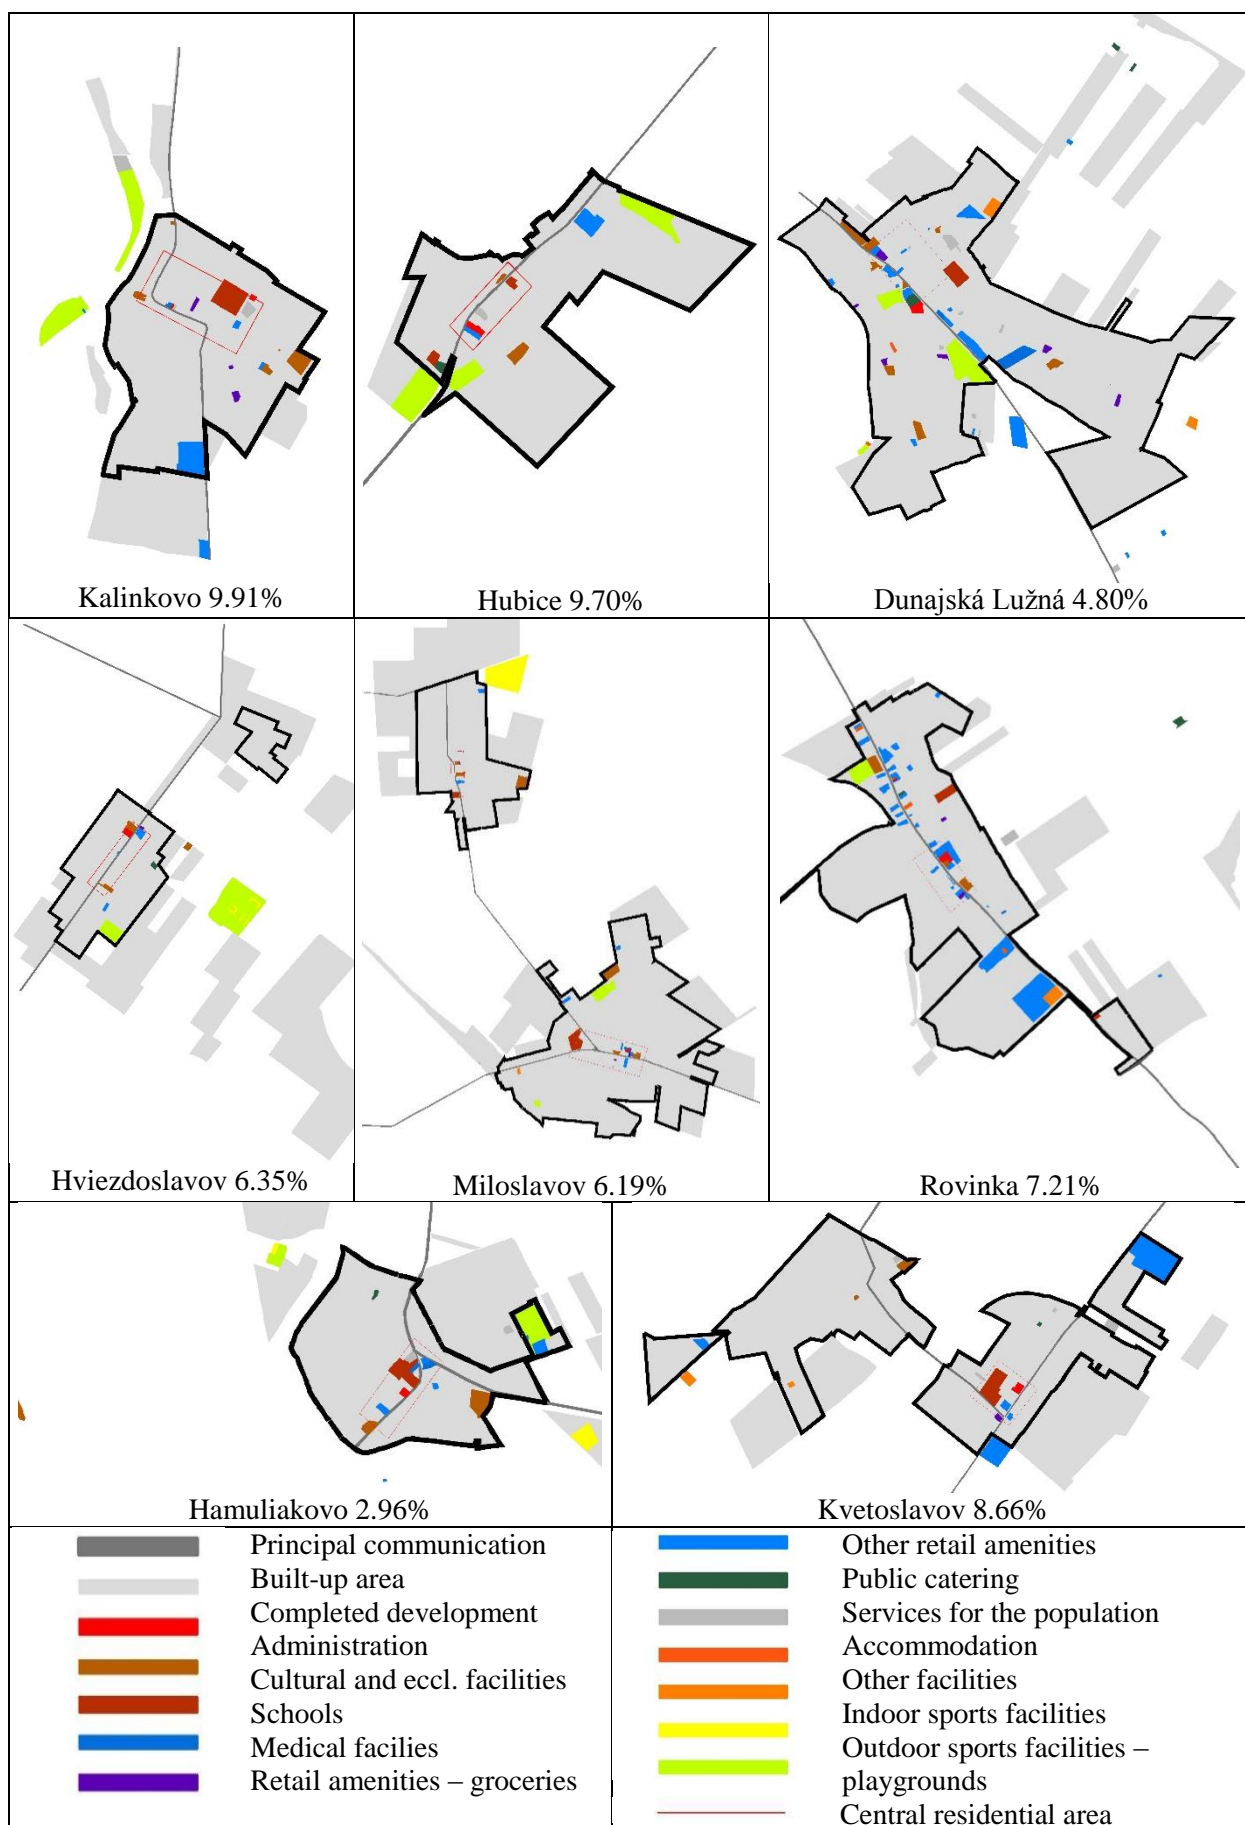 Kalinkovo 9.91%
Hubice 9.70%
Dunajská Lužná 4.80%
Hviezdoslavov 6.35%
Miloslavov 6.19%
Rovinka 7.21%
Hamuliakovo 2.96%
Kvetoslavov 8.66%
Principal communication
Built-up area
Completed development
Administration
Cultural and eccl. facilities
Schools
Medical facilies
Retail amenities – groceries
Other retail amenities
Public catering
Services for the population
Accommodation
Other facilities
Indoor sports facilities
Outdoor sports facilities –
playgrounds
Central residential area